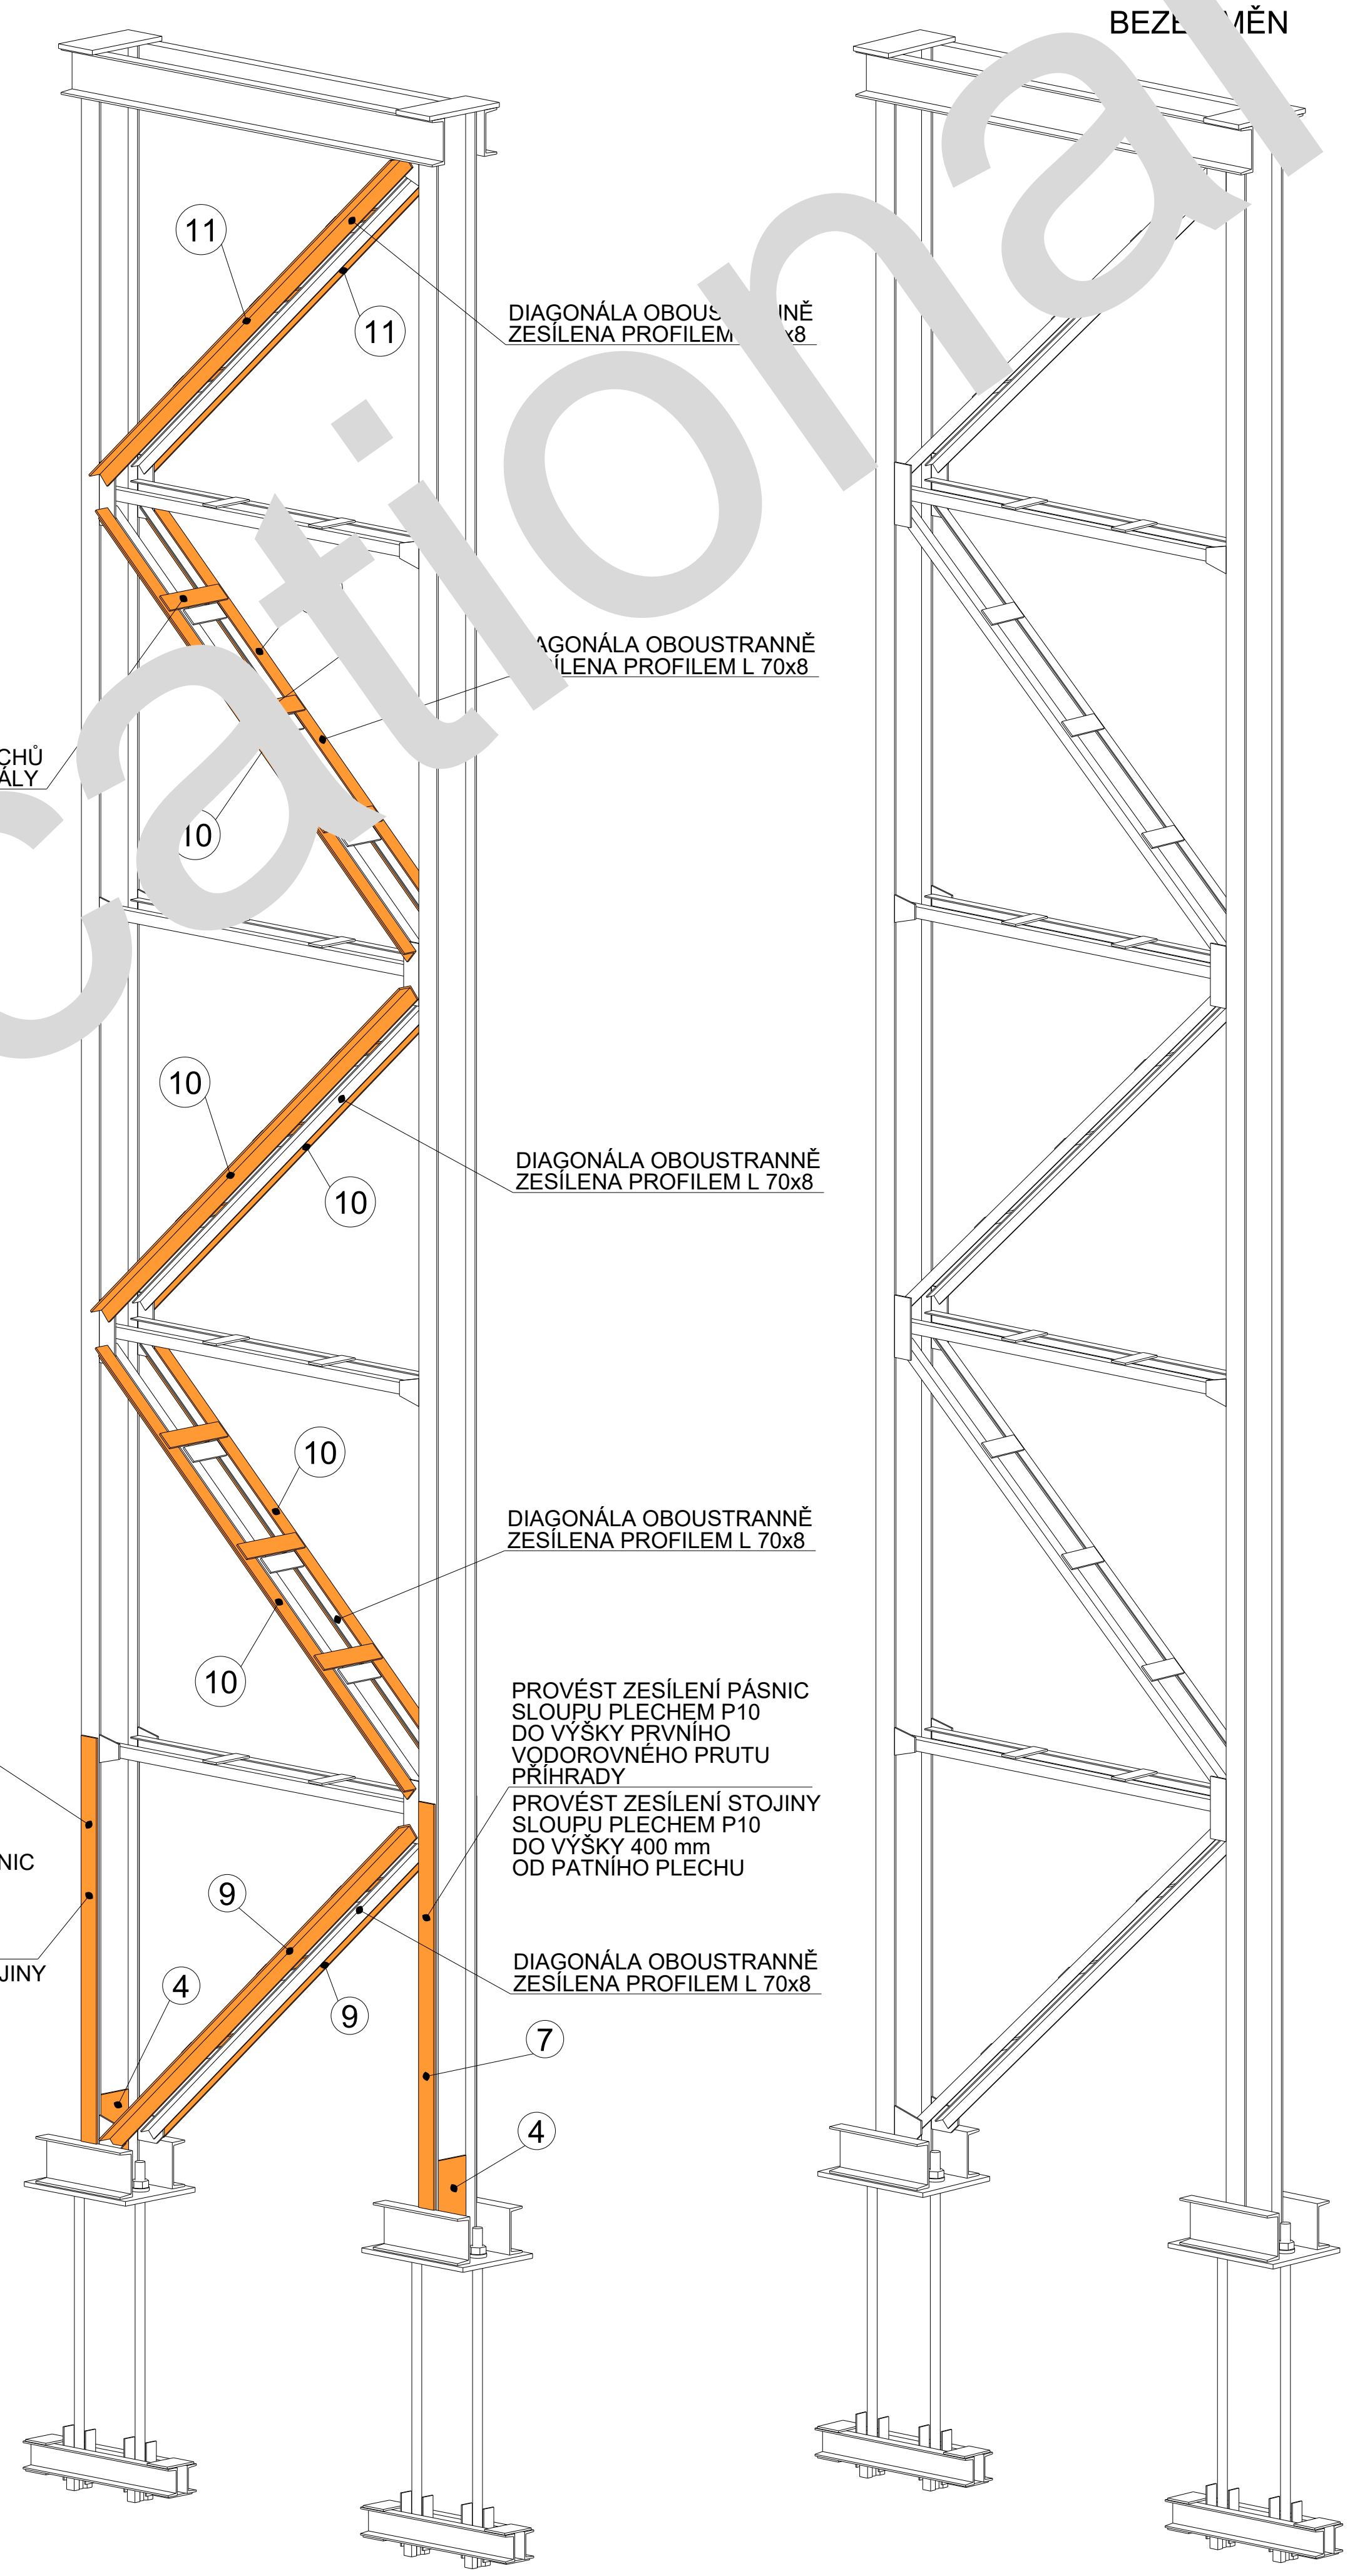 BEZE MĚN
11
11
DIAGONÁLA OBOUS NĚ
ZESÍLENA PROFILEM x8
AGONÁLA OBOUSTRANNĚ
ÍLENA PROFILEM L 70x8
CHŮ
ÁLY
10
10
10
DIAGONÁLA OBOUSTRANNĚ
ZESÍLENA PROFILEM L 70x8
10
DIAGONÁLA OBOUSTRANNĚ
ZESÍLENA PROFILEM L 70x8
10
PROVÉST ZESÍLENÍ PÁSNIC
SLOUPU PLECHEM P10
DO VÝŠKY PRVNÍHO
VODOROVNÉHO PRUTU
PŘÍHRADY
PROVÉST ZESÍLENÍ STOJINY
SLOUPU PLECHEM P10
DO VÝŠKY 400 mm
OD PATNÍHO PLECHU
NIC
9
JINY
4
DIAGONÁLA OBOUSTRANNĚ
ZESÍLENA PROFILEM L 70x8
9
7
4
cational